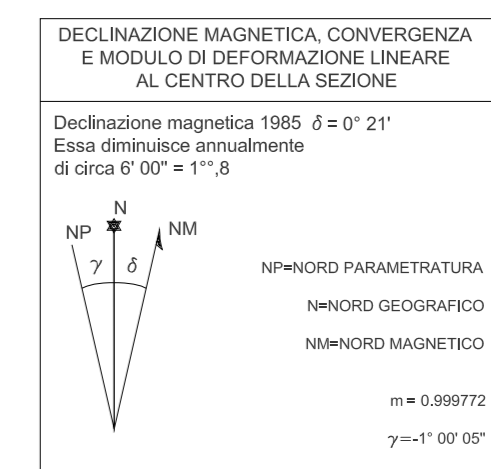 DECLINAZIONE MAGNETICA, CONVERGENZA
E MODULO DI DEFORMAZIONE LINEARE
AL CENTRO DELLA SEZIONE
Declinazione magnetica 1985 δ = 0° 21'
Essa diminuisce annualmente
di circa 6' 00" = 1°°,8
N
NP
NM
γ
δ
NP=NORD PARAMETRATURA
N=NORD GEOGRAFICO
NM=NORD MAGNETICO
m = 0.999772
γ=-1° 00' 05"